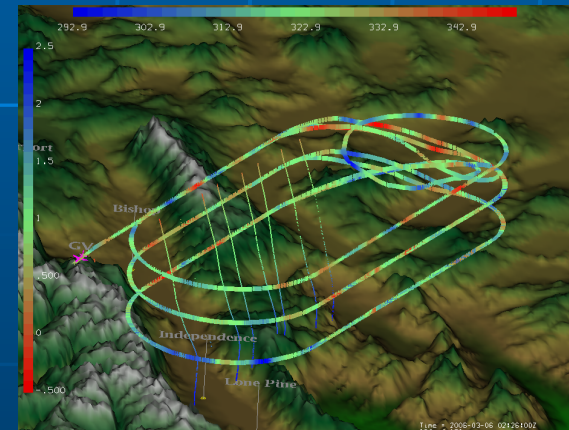 292.9 302.9 312.9 322.9 332.9 342.9
2.5
2
1.5
Bishop
1
GV
.500
0
Independence
Lone Pine
-.500
Time = 2006-03-06 02:26:00Z